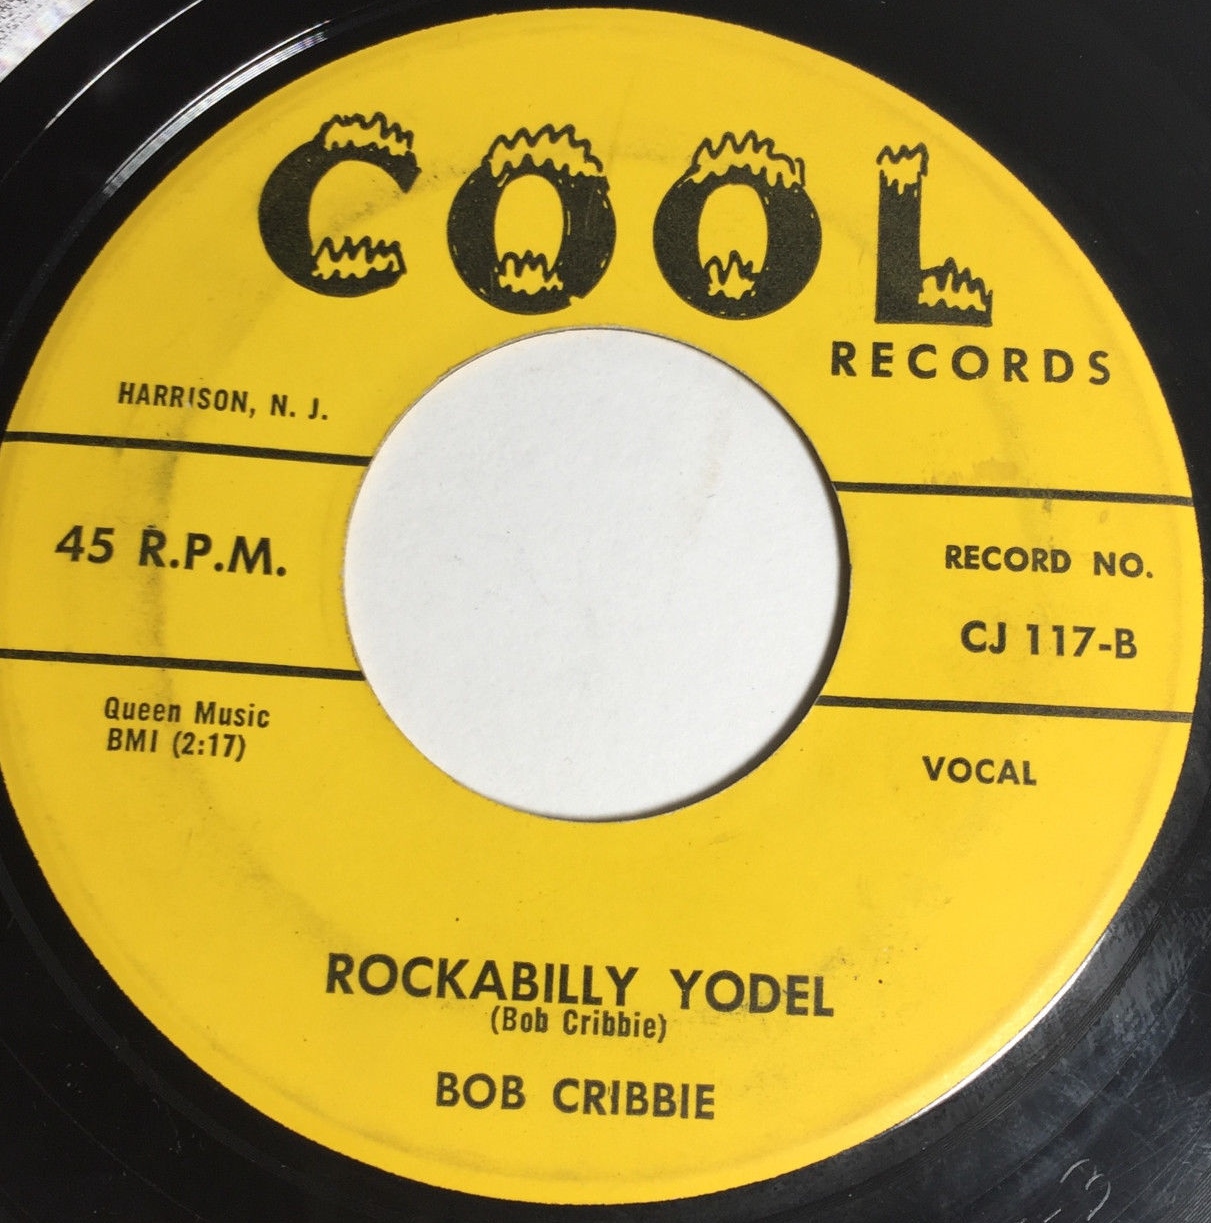 COOL
RECORDS
HARRISON, N. J.
45 R.P.M.
RECORD NO.
CJ 117-B
Queen Music
BMI (2:17)
VOCAL
ROCKABILLY YODEL
(Bob Cribbie)
BOB CRIBBIE
3